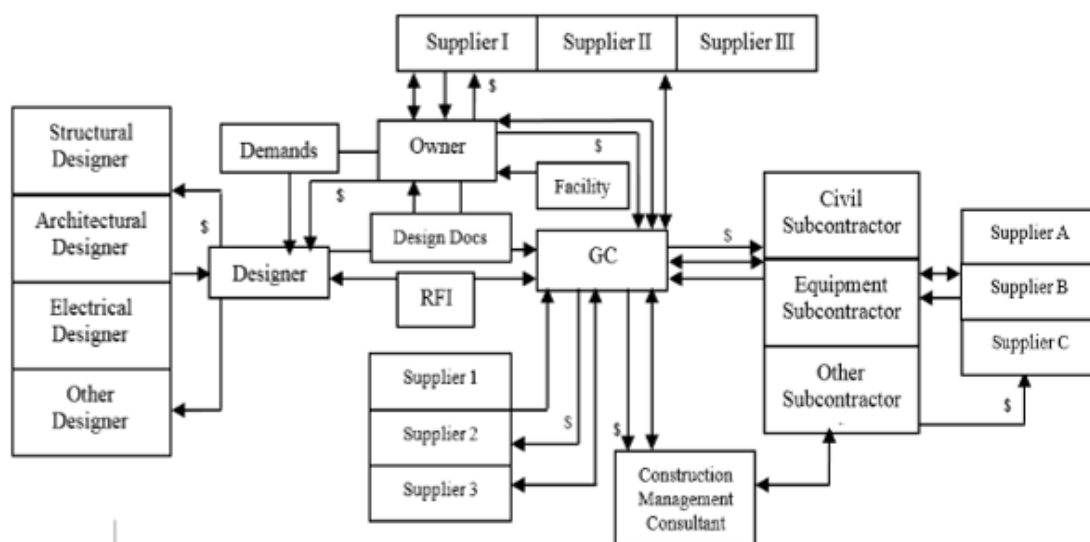 Supplier I
Supplier II
Supplier III
$
Structural
Designer
Architectural
Designer
Electrical
Designer
Other
Designer
$
Demands
Owner
$
$
Facility
Design Docs
Designer
RFI
GC
$
Civil
Subcontractor
Equipment
Subcontractor
Other
Subcontractor
Supplier A
Supplier B
Supplier C
$
Supplier 1
Supplier 2
Supplier 3
$
$
Construction
Management
Consultant